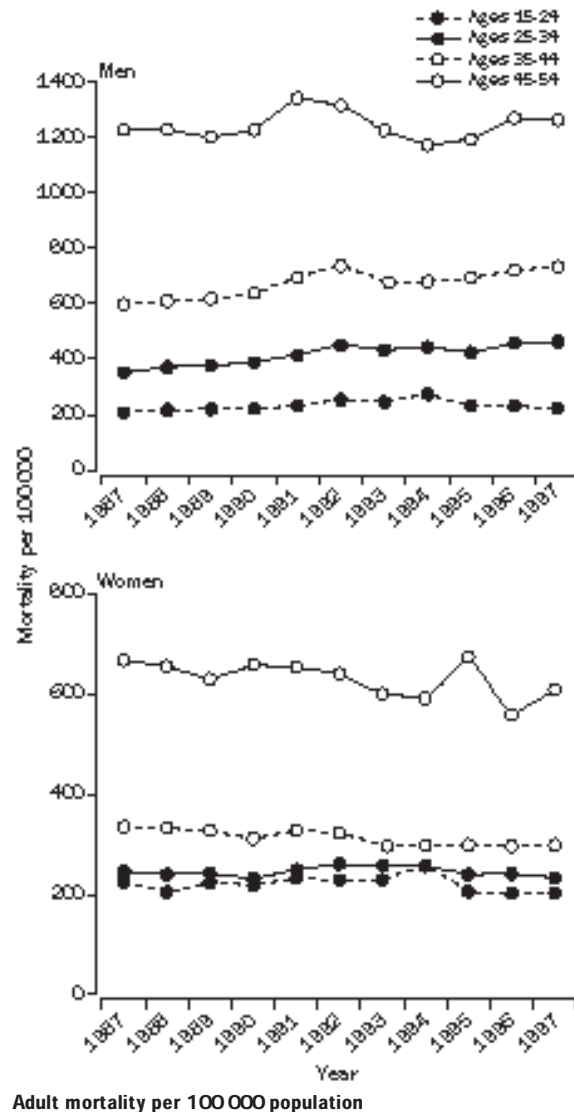 Ages 15-24
Ages 25-34
Ages 35-44
Ages 45-54
Men
1400
1200
1000
800
600
400
200
0
1987 1988 1989 1990 1991 1992 1993 1994 1995 1996 1997
Mortality per 100 000
Women
800
600
400
200
0
1987 1988 1989 1990 1991 1992 1993 1994 1995 1996 1997
Year
Adult mortality per 100 000 population